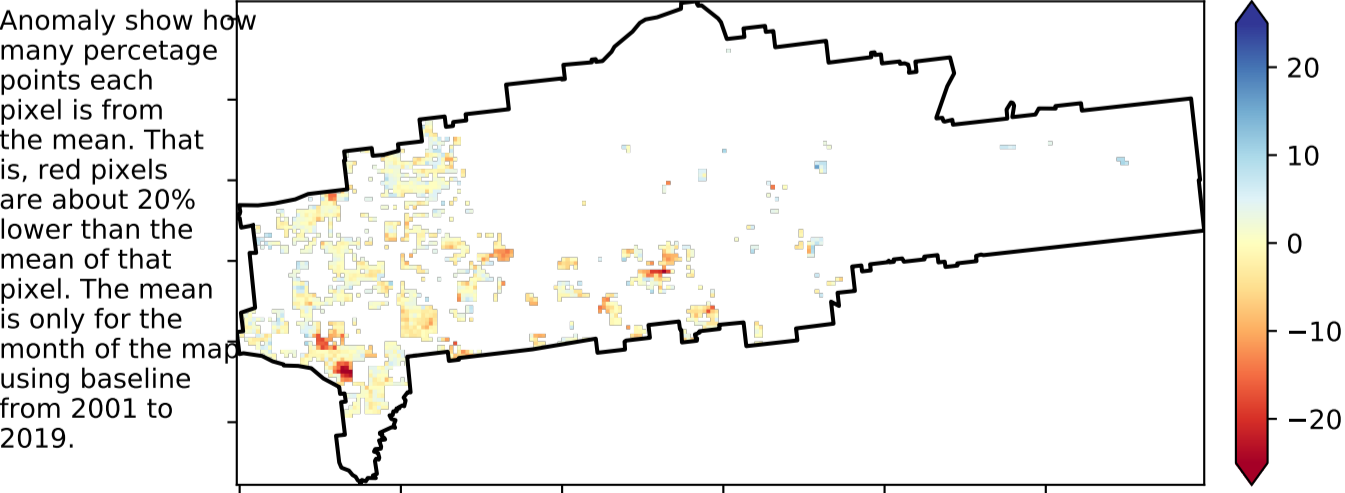 Anomaly show how
many percetage
points each
pixel is from
the mean. That
is, red pixels
are about 20%
lower than the
mean of that
pixel. The mean
is only for the
month of the map
using baseline
from 2001 to
2019.
20
10
0
−10
−20